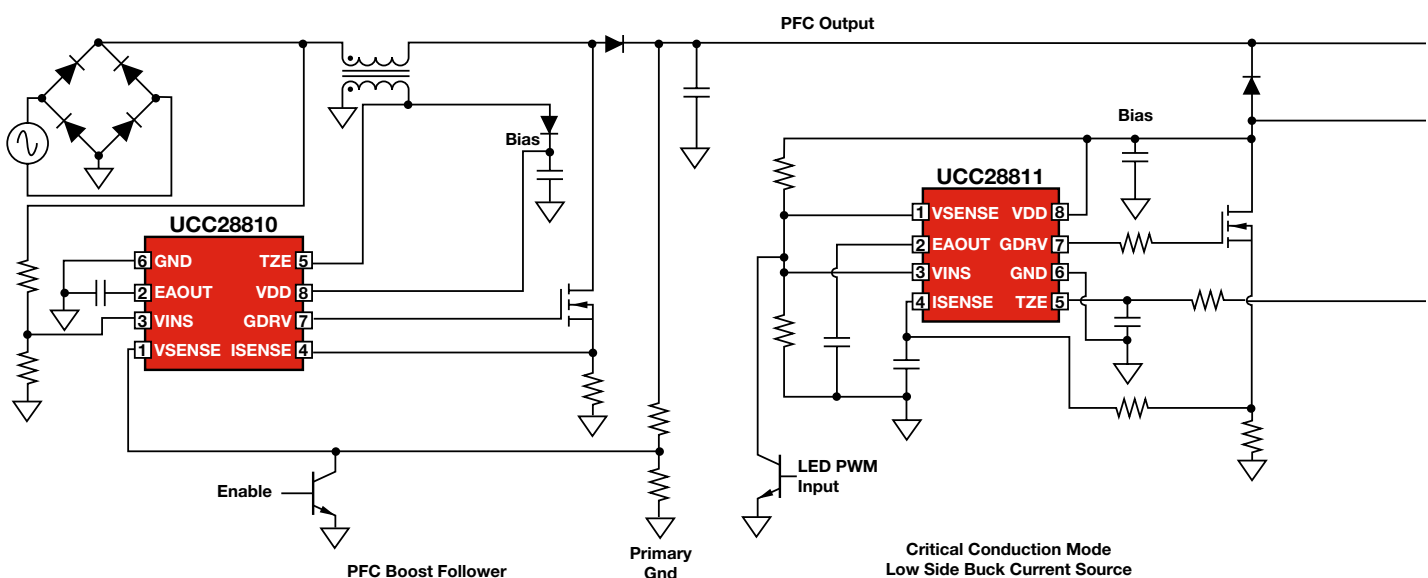 PFC Output
Bias
Bias
UCC28810
6 GND TZE 5
2 EAOUT VDD 8
3 VINS GDRV 7
1 VSENSE ISENSE 4
UCC28811
1 VSENSE VDD 8
2 EAOUT GDRV 7
3 VINS GND 6
4 ISENSE TZE 5
Enable
LED PWM
Input
Primary
Gnd
PFC Boost Follower
Critical Conduction Mode
Low Side Buck Current Source